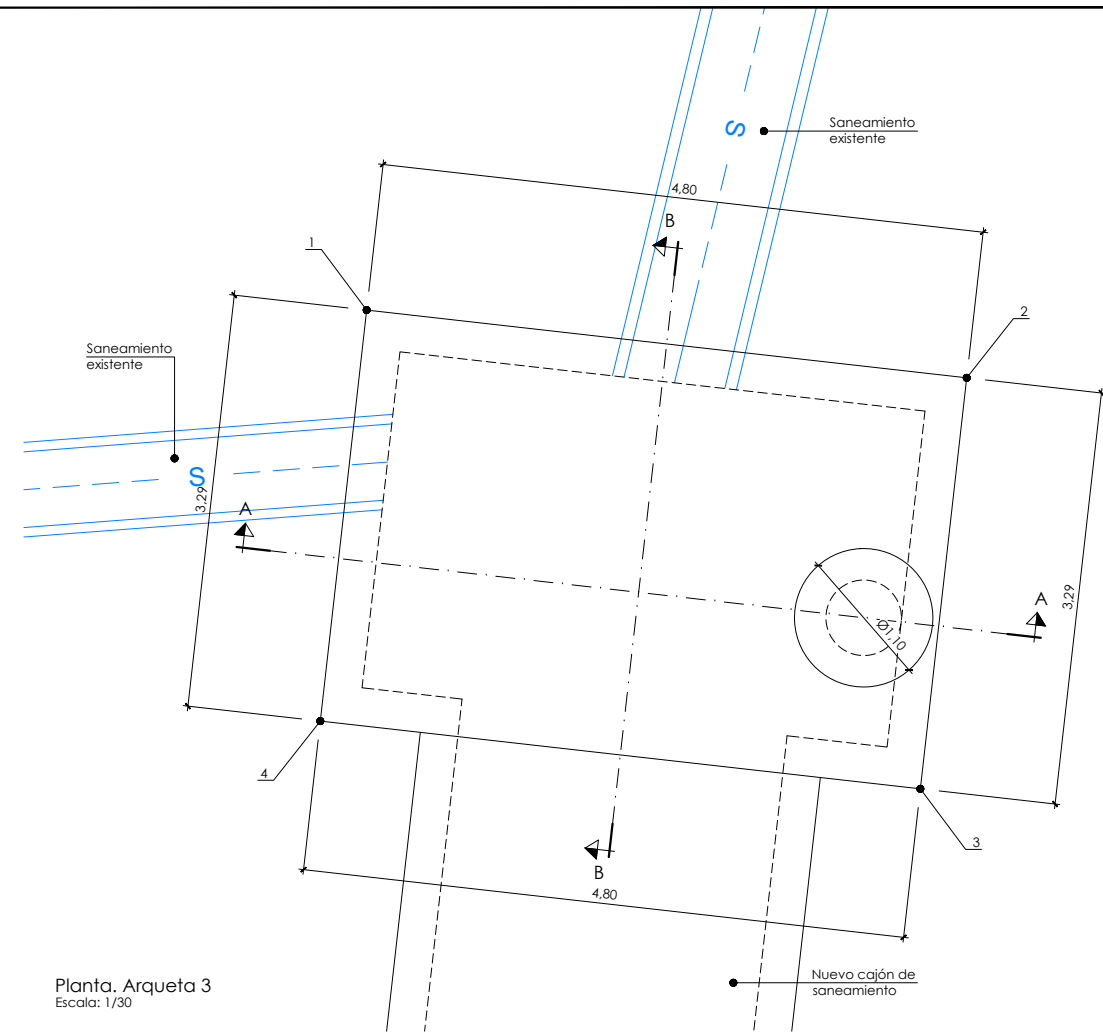 Saneamiento
existente
S
4,80
B
1
2
Saneamiento
existente
S
3,29
A
A
3,29
Ø1,10
4
3
B
4,80
Nuevo cajón de
saneamiento
Planta. Arqueta 3
Escala: 1/30